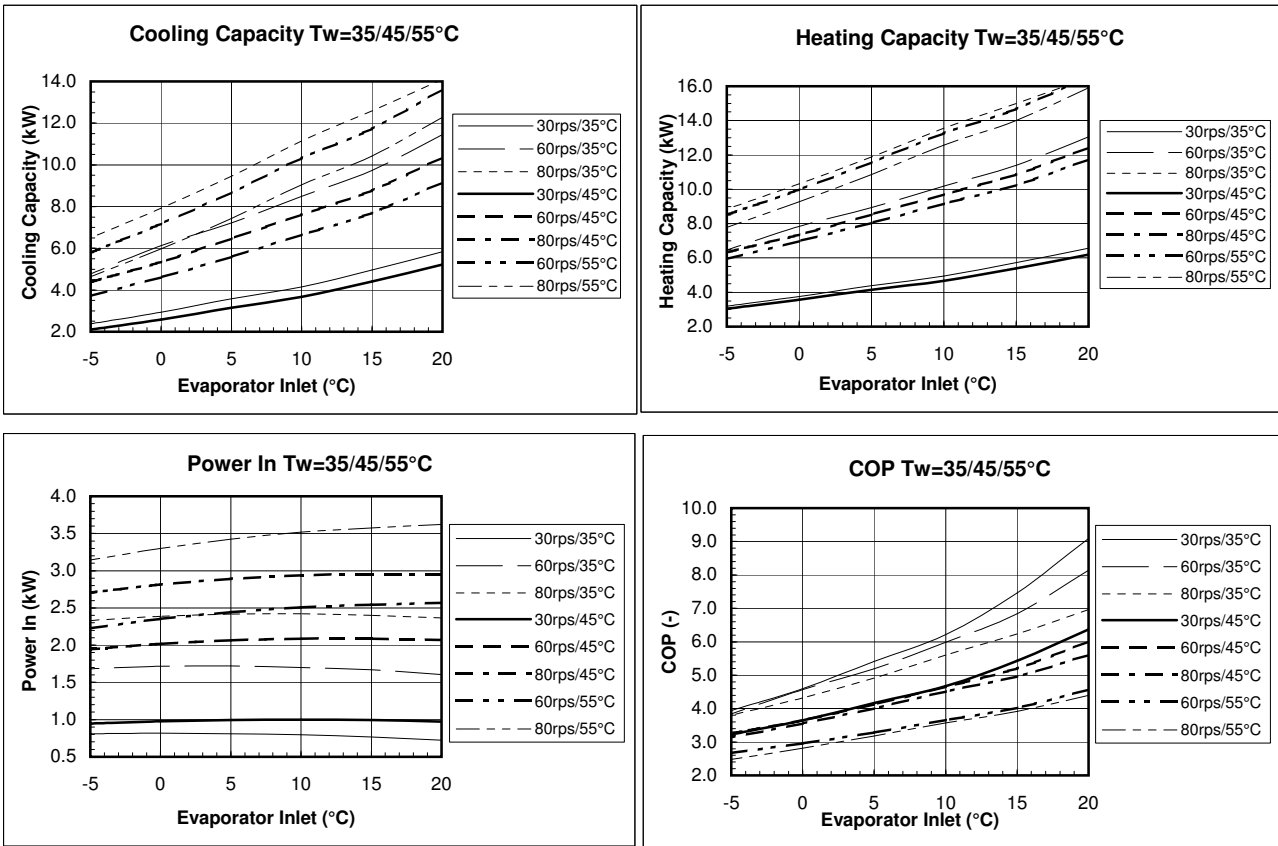 Cooling Capacity Tw=35/45/55°C
Cooling Capacity (kW)
14.0
12.0
10.0
8.0
6.0
4.0
2.0
-5 0 5 10 15 20
Evaporator Inlet (°C)
30rps/35°C
60rps/35°C
80rps/35°C
30rps/45°C
60rps/45°C
80rps/45°C
60rps/55°C
80rps/55°C
Heating Capacity Tw=35/45/55°C
Heating Capacity (kW)
16.0
14.0
12.0
10.0
8.0
6.0
4.0
2.0
-5 0 5 10 15 20
Evaporator Inlet (°C)
30rps/35°C
60rps/35°C
80rps/35°C
30rps/45°C
60rps/45°C
80rps/45°C
60rps/55°C
80rps/55°C
Power In Tw=35/45/55°C
Power In (kW)
4.0
3.5
3.0
2.5
2.0
1.5
1.0
0.5
-5 0 5 10 15 20
Evaporator Inlet (°C)
30rps/35°C
60rps/35°C
80rps/35°C
30rps/45°C
60rps/45°C
80rps/45°C
60rps/55°C
80rps/55°C
COP Tw=35/45/55°C
COP (-)
10.0
9.0
8.0
7.0
6.0
5.0
4.0
3.0
2.0
-5 0 5 10 15 20
Evaporator Inlet (°C)
30rps/35°C
60rps/35°C
80rps/35°C
30rps/45°C
60rps/45°C
80rps/45°C
60rps/55°C
80rps/55°C